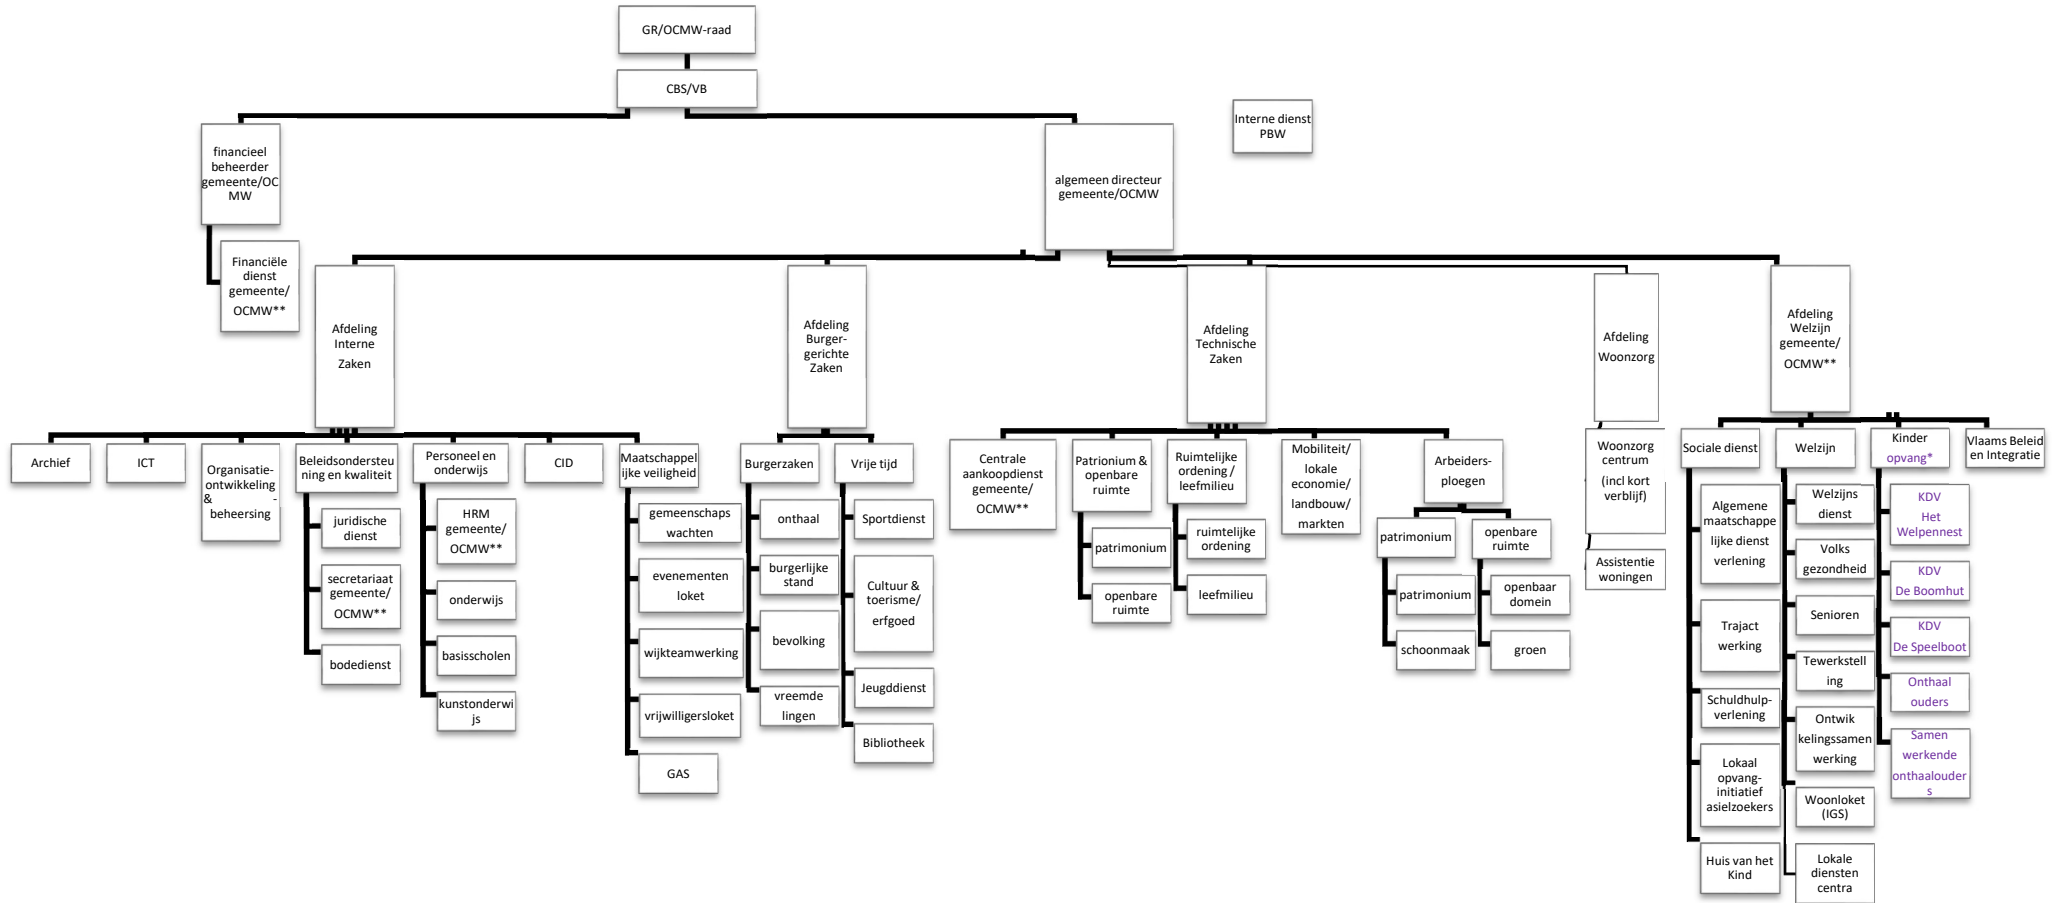 GR/OCMW-raad
CBS/VB
Interne dienst
PBW
financieel
beheerder
gemeente/OC
MW
algemeen directeur
gemeente/OCMW
Financiële
dienst
gemeente/
OCMW**
Afdeling
Interne
Zaken
Afdeling
Burger-
gerichte
Zaken
Afdeling
Technische
Zaken
Afdeling
Woonzorg
Afdeling
Welzijn
gemeente/
OCMW**
Archief
ICT
Organisatie-
ontwikkeling
& -
beheersing
Beleidsondersteu
ning en kwaliteit
juridische
dienst
secretariaat
gemeente/
OCMW**
bodedienst
Personeel en
onderwijs
HRM
gemeente/
OCMW**
onderwijs
basisscholen
kunstonderwi
js
CID
Maatschappel
ijke veiligheid
gemeenschaps
wachten
evenementen
loket
wijkteamwerking
vrijwilligersloket
GAS
Burgerzaken
onthaal
burgerlijke
stand
bevolking
vreemde
lingen
Vrije tijd
Sportdienst
Cultuur &
toerisme/
erfgoed
Jeugddienst
Bibliotheek
Centrale
aankoopdienst
gemeente/
OCMW**
Patrionium &
openbare
ruimte
patrimonium
openbare
ruimte
Ruimtelijke
ordening /
leefmilieu
ruimtelijke
ordening
leefmilieu
Mobiliteit/
lokale
economie/
landbouw/
markten
Arbeiders-
ploegen
patrimonium
patrimonium
schoonmaak
openbare
ruimte
openbaar
domein
groen
Woonzorg
centrum
(incl kort
verblijf)
Assistentie
woningen
Sociale dienst
Algemene
maatschappe
lijke dienst
verlening
Traject
werking
Schuldhulp-
verlening
Lokaal
opvang-
initiatief
asielzoekers
Huis van het
Kind
Welzijn
Welzijns
dienst
Volks
gezondheid
Senioren
Tewerkstell
ing
Ontwik
kelingssamen
werking
Woonloket
(IGS)
Lokale
diensten
centra
Kinder
opvang*
KDV
Het
Welpennest
KDV
De Boomhut
KDV
De Speelboot
Onthaal
ouders
Samen
werkende
onthaalouder
s
Vlaams Beleid
en Integratie